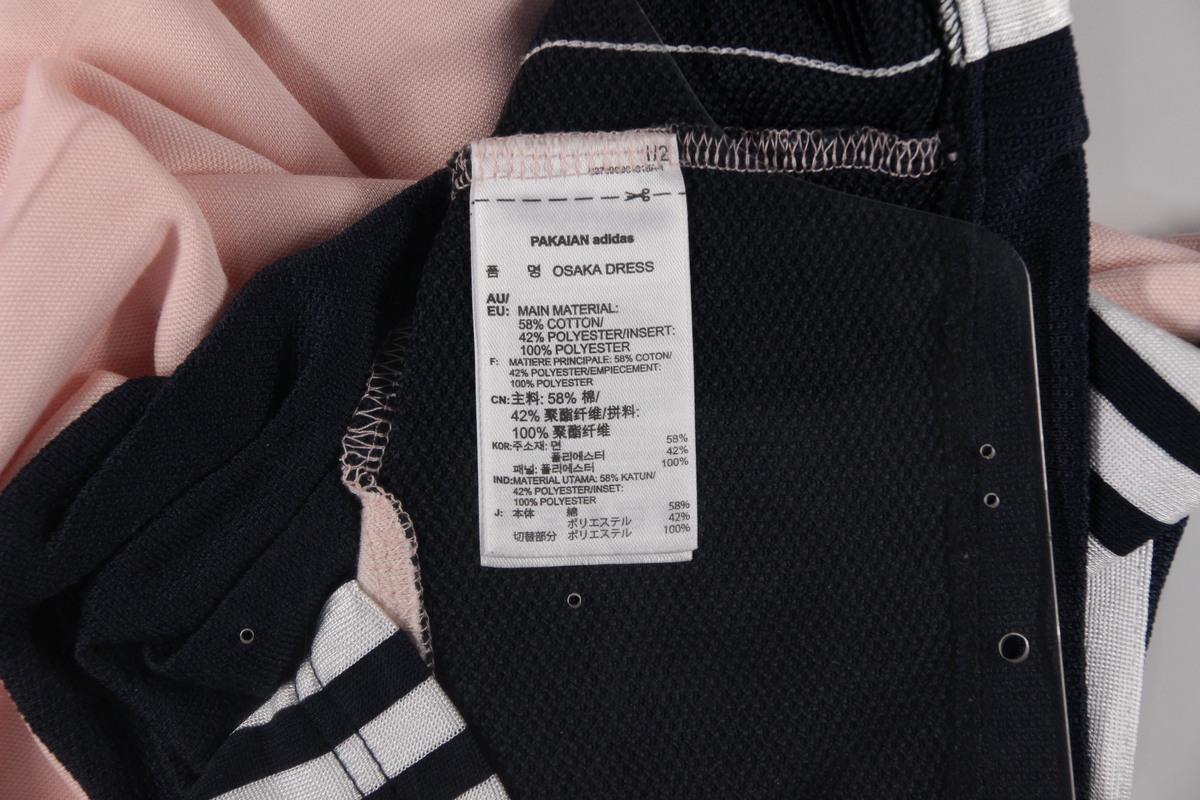 1/2
PAKAIAN adidas
품 명 OSAKA DRESS
AU/
EU: MAIN MATERIAL:
58% COTTON/
42% POLYESTER/INSERT:
100% POLYESTER
F: MATIERE PRINCIPALE: 58% COTON/
42% POLYESTER/EMPIECEMENT:
100% POLYESTER
CN:主料: 58% 棉/
42% 聚酯纤维/拼料:
100% 聚酯纤维
KOR:주소재: 면 58%
폴리에스터 42%
패널: 폴리에스터 100%
IND:MATERIAL UTAMA: 58% KATUN/
42% POLYESTER/INSET:
100% POLYESTER
J: 本体 綿 58%
ポリエステル 42%
切替部分 ポリエステル 100%